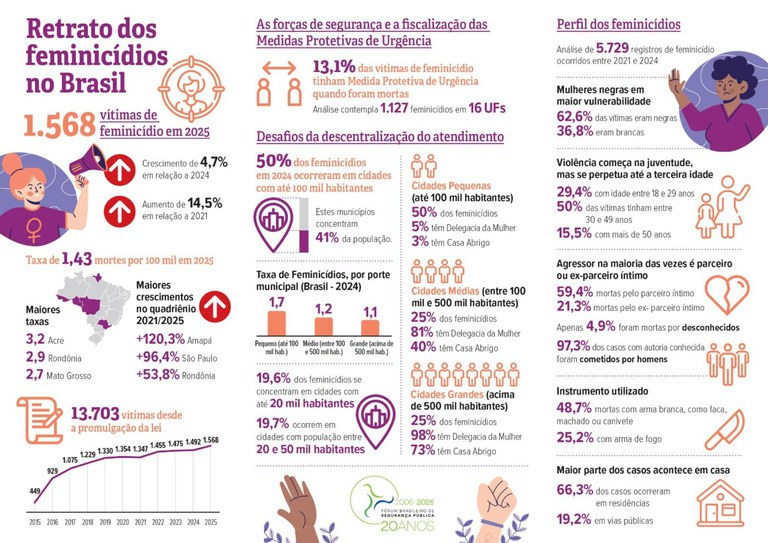 Retrato dos
feminicídios
no Brasil
1.568 vítimas de
feminicídio em 2025
Crescimento de 4,7%
em relação a 2024
Aumento de 14,5%
em relação a 2021
Taxa de 1,43 mortes por 100 mil em 2025
Maiores
taxas
3,2 Acre
2,9 Rondônia
2,7 Mato Grosso
Maiores
crescimentos
no quadriênio
2021/2025
+120,3% Amapá
+96,4% São Paulo
+53,8% Rondônia
13.703 vítimas desde
a promulgação da lei
449
929
1.075
1.229
1.330
1.354
1.347
1.455
1.475
1.492
1.568
2015 2016 2017 2018 2019 2020 2021 2022 2023 2024 2025
As forças de segurança e a fiscalização das
Medidas Protetivas de Urgência
13,1% das vítimas de feminicídio
tinham Medida Protetiva de Urgência
quando foram mortas
Análise contempla 1.127 feminicídios em 16 UFs
Desafios da descentralização do atendimento
50% dos feminicídios
em 2024 ocorreram em cidades
com até 100 mil habitantes
Estes municípios
concentram
41% da população.
Taxa de Feminicídios, por porte
municipal (Brasil - 2024)
1,7
1,2
1,1
Pequeno (até 100
mil hab.)
Médio (entre 100
e 500 mil hab.)
Grande (acima de
500 mil hab.)
19,6% dos feminicídios se
concentram em cidades com
até 20 mil habitantes
19,7% ocorrem em
cidades com população entre
20 e 50 mil habitantes
Cidades Pequenas
(até 100 mil habitantes)
50% dos feminicídios
5% têm Delegacia da Mulher
3% têm Casa Abrigo
Cidades Médias (entre 100
mil e 500 mil habitantes)
25% dos feminicídios
81% têm Delegacia da Mulher
40% têm Casa Abrigo
Cidades Grandes (acima
de 500 mil habitantes)
25% dos feminicídios
98% têm Delegacia da Mulher
73% têm Casa Abrigo
2006-2026
FÓRUM BRASILEIRO DE
SEGURANÇA PÚBLICA
20ANOS
Perfil dos feminicídios
Análise de 5.729 registros de feminicídio
ocorridos entre 2021 e 2024
Mulheres negras em
maior vulnerabilidade
62,6% das vítimas eram negras
36,8% eram brancas
Violência começa na juventude,
mas se perpetua até a terceira idade
29,4% com idade entre 18 e 29 anos
50% das vítimas tinham entre
30 e 49 anos
15,5% com mais de 50 anos
Agressor na maioria das vezes é parceiro
ou ex-parceiro íntimo
59,4% mortas pelo parceiro íntimo
21,3% mortas pelo ex- parceiro íntimo
Apenas 4,9% foram mortas por desconhecidos
97,3% dos casos com autoria conhecida
foram cometidos por homens
Instrumento utilizado
48,7% mortas com arma branca, como faca,
machado ou canivete
25,2% com arma de fogo
Maior parte dos casos acontece em casa
66,3% dos casos ocorreram
em residências
19,2% em vias públicas